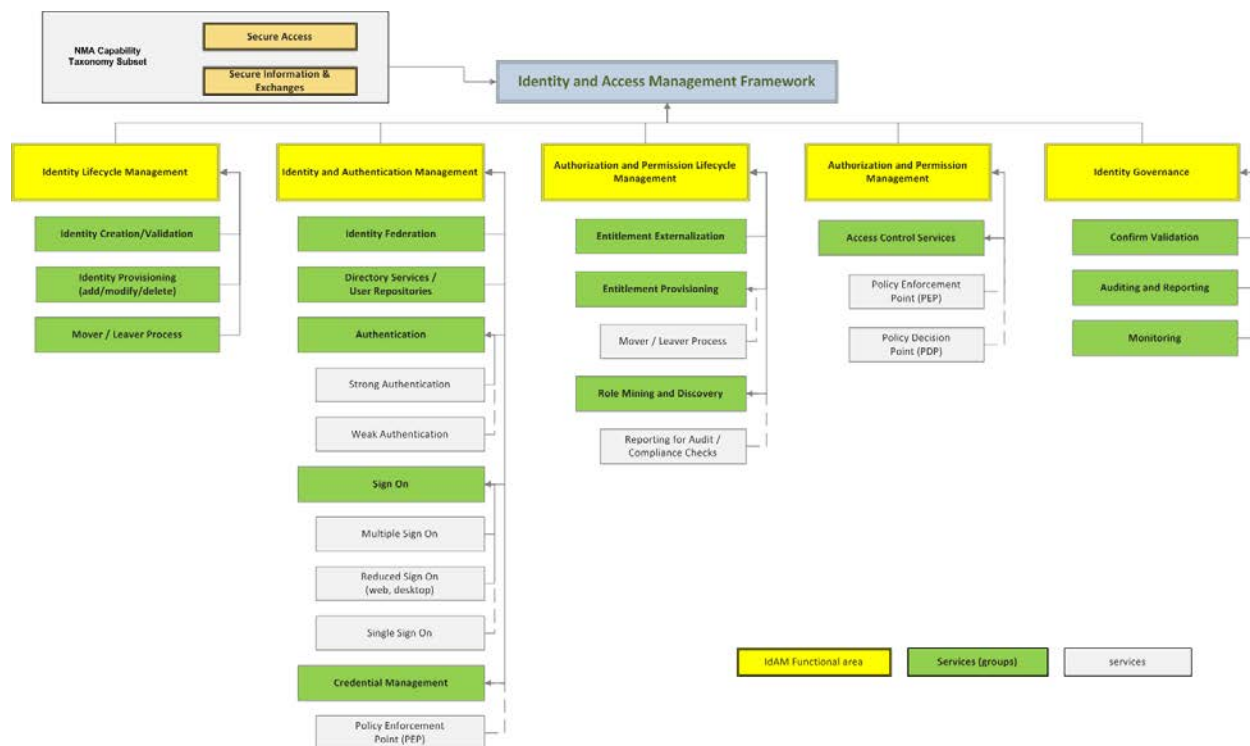 NMA Capability
Taxonomy Subset
Secure Access
Secure Information &
Exchanges
Identity and Access Management Framework
Identity Lifecycle Management
Identity Creation/Validation
Identity Provisioning
(add/modify/delete)
Mover / Leaver Process
Identity and Authentication Management
Identity Federation
Directory Services /
User Repositories
Authentication
Strong Authentication
Weak Authentication
Sign On
Multiple Sign On
Reduced Sign On
(web, desktop)
Single Sign On
Credential Management
Policy Enforcement
Point (PEP)
Authorization and Permission Lifecycle
Management
Entitlement Externalization
Entitlement Provisioning
Mover / Leaver Process
Role Mining and Discovery
Reporting for Audit /
Compliance Checks
Authorization and Permission
Management
Access Control Services
Policy Enforcement
Point (PEP)
Policy Decision
Point (PDP)
Identity Governance
Confirm Validation
Auditing and Reporting
Monitoring
IdAM Functional area
Services (groups)
services